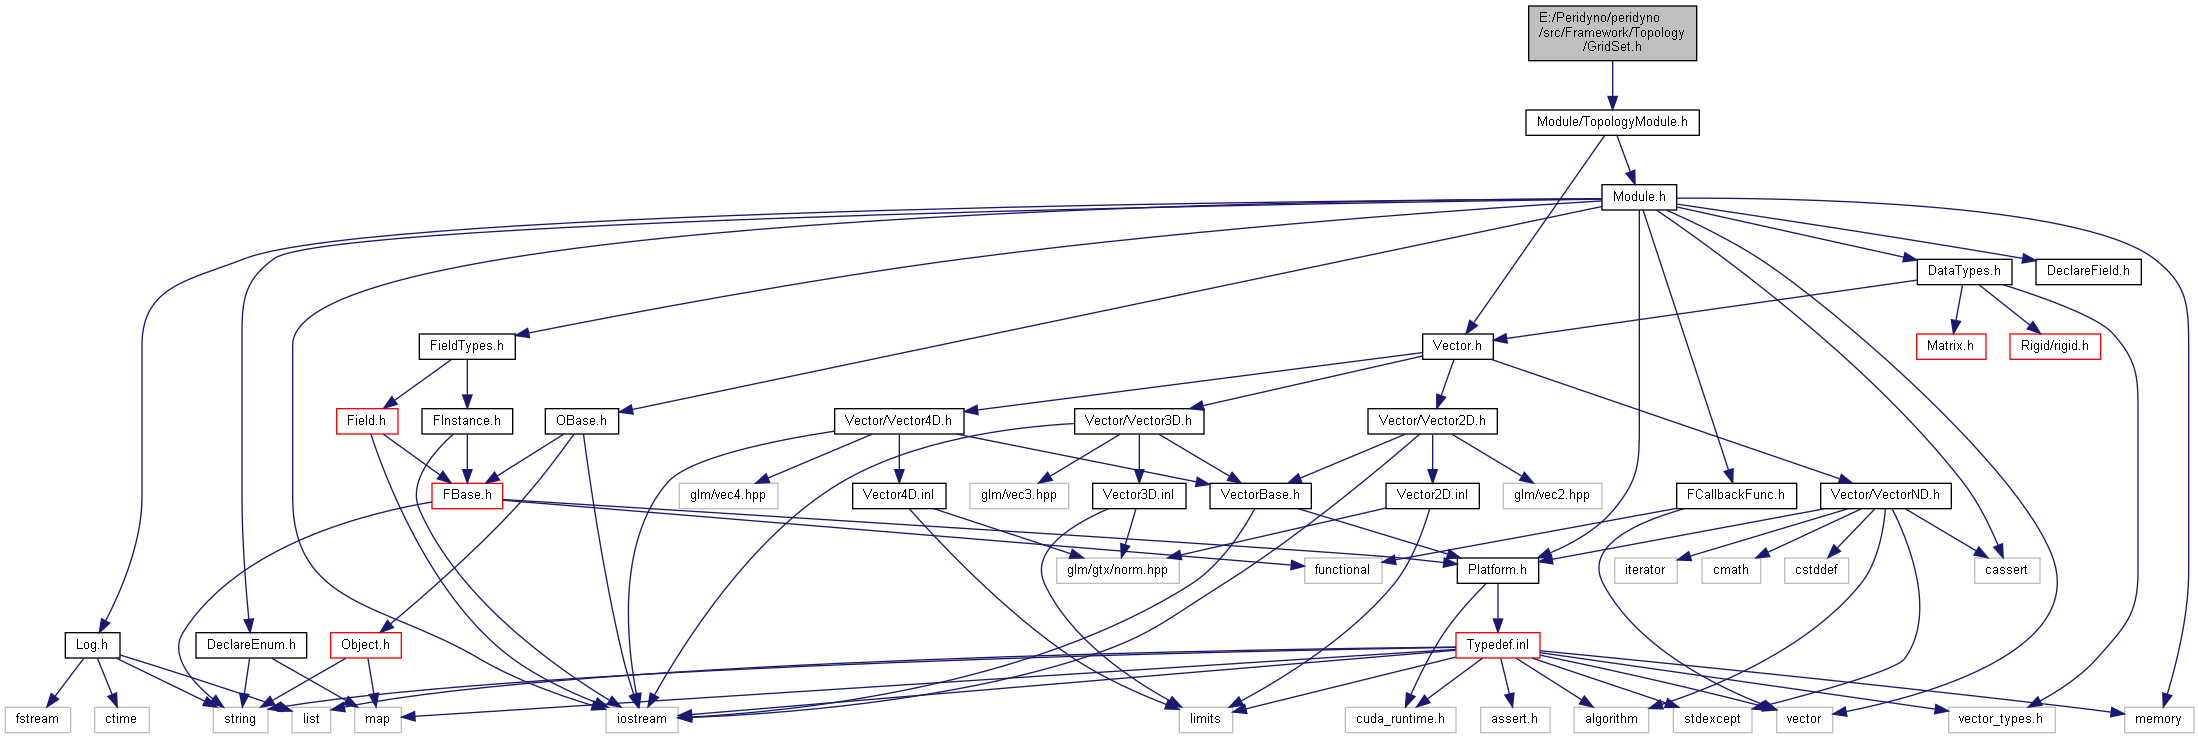 E:/Peridyno/peridyno
/src/Framework/Topology
/GridSet.h
Module/TopologyModule.h
Module.h
DataTypes.h
DeclareField.h
FieldTypes.h
Vector.h
Matrix.h
Rigid/rigid.h
Field.h
FInstance.h
OBase.h
Vector/Vector4D.h
Vector/Vector3D.h
Vector/Vector2D.h
FBase.h
glm/vec4.hpp
Vector4D.inl
glm/vec3.hpp
Vector3D.inl
VectorBase.h
Vector2D.inl
glm/vec2.hpp
FCallbackFunc.h
Vector/VectorND.h
glm/gtx/norm.hpp
functional
Platform.h
iterator
cmath
cstddef
cassert
Log.h
DeclareEnum.h
Object.h
Typedef.inl
fstream
ctime
string
list
map
iostream
limits
cuda_runtime.h
assert.h
algorithm
stdexcept
vector
vector_types.h
memory